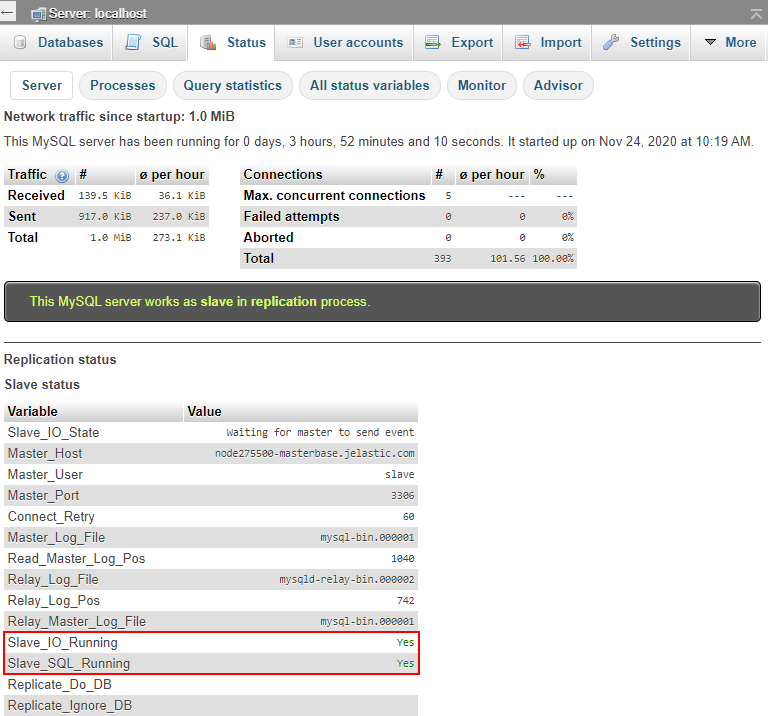 Server: localhost
Databases SQL Status User accounts Export Import Settings More
Server Processes Query statistics All status variables Monitor Advisor
Network traffic since startup: 1.0 MiB
This MySQL server has been running for 0 days, 3 hours, 52 minutes and 10 seconds. It started up on Nov 24, 2020 at 10:19 AM.
Traffic # ø per hour
Received 139.5 KiB 36.1 KiB
Sent 917.0 KiB 237.0 KiB
Total 1.0 MiB 273.1 KiB
Connections # ø per hour %
Max. concurrent connections 5 --- ---
Failed attempts 0 0 0%
Aborted 0 0 0%
Total 393 101.56 100.00%
This MySQL server works as slave in replication process.
Replication status
Slave status
Variable Value
Slave_IO_State Waiting for master to send event
Master_Host node275500-masterbase.jelastic.com
Master_User slave
Master_Port 3306
Connect_Retry 60
Master_Log_File mysql-bin.000001
Read_Master_Log_Pos 1040
Relay_Log_File mysqld-relay-bin.000002
Relay_Log_Pos 742
Relay_Master_Log_File mysql-bin.000001
Slave_IO_Running Yes
Slave_SQL_Running Yes
Replicate_Do_DB
Replicate_Ignore_DB